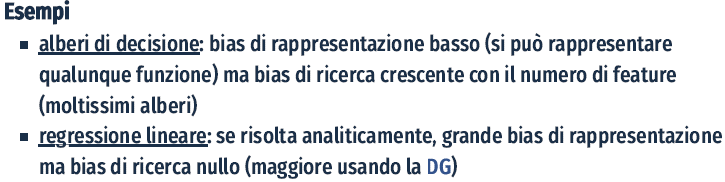 Esempi
▪ alberi di decisione: bias di rappresentazione basso (si può rappresentare
qualunque funzione) ma bias di ricerca crescente con il numero di feature
(moltissimi alberi)
▪ regressione lineare: se risolta analiticamente, grande bias di rappresentazione
ma bias di ricerca nullo (maggiore usando la DG)